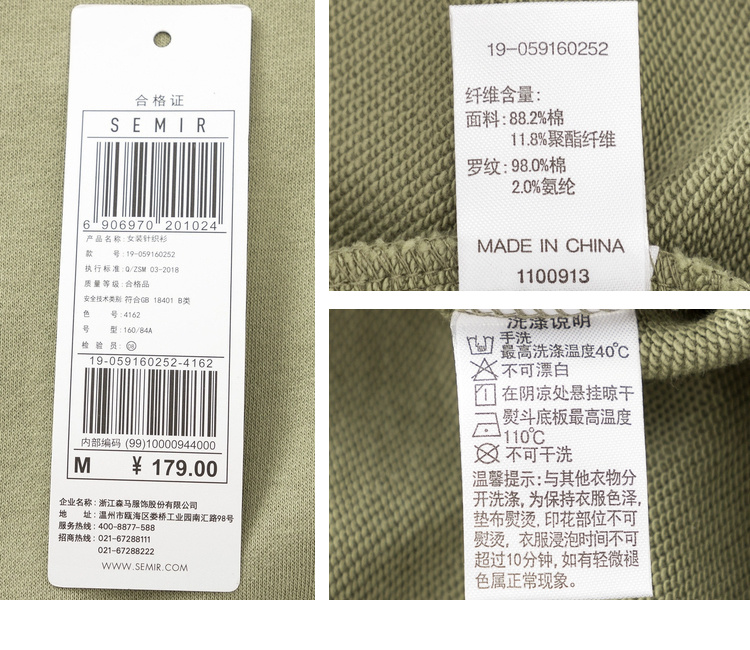 合格证
SEMIR
6 906970 201024
产品名称:女装针织衫
款 号:19-059160252
执行标准:Q/ZSM 03-2018
质量等级:合格品
安全技术类别 符合GB 18401 B类
色 号:4162
号 型:160/84A
检 验 员:
19-059160252-4162
内部编码 (99)10000944000
M ¥ 179.00
企业名称:浙江森马服饰股份有限公司
地 址:温州市瓯海区娄桥工业园南汇路98号
服务热线:400-8877-588
招商热线:021-67288111
021-67288222
WWW.SEMIR.COM
19-059160252
纤维含量:
面料:88.2%棉
11.8%聚酯纤维
罗纹:98.0%棉
2.0%氨纶
MADE IN CHINA
1100913
洗涤说明
手洗
最高洗涤温度40℃
不可漂白
在阴凉处悬挂晾干
熨斗底板最高温度
110℃
不可干洗
温馨提示:与其他衣物分
开洗涤,为保持衣服色泽,
垫布熨烫,印花部位不可
熨烫,衣服浸泡时间不可
超过10分钟,如有轻微褪
色属正常现象。